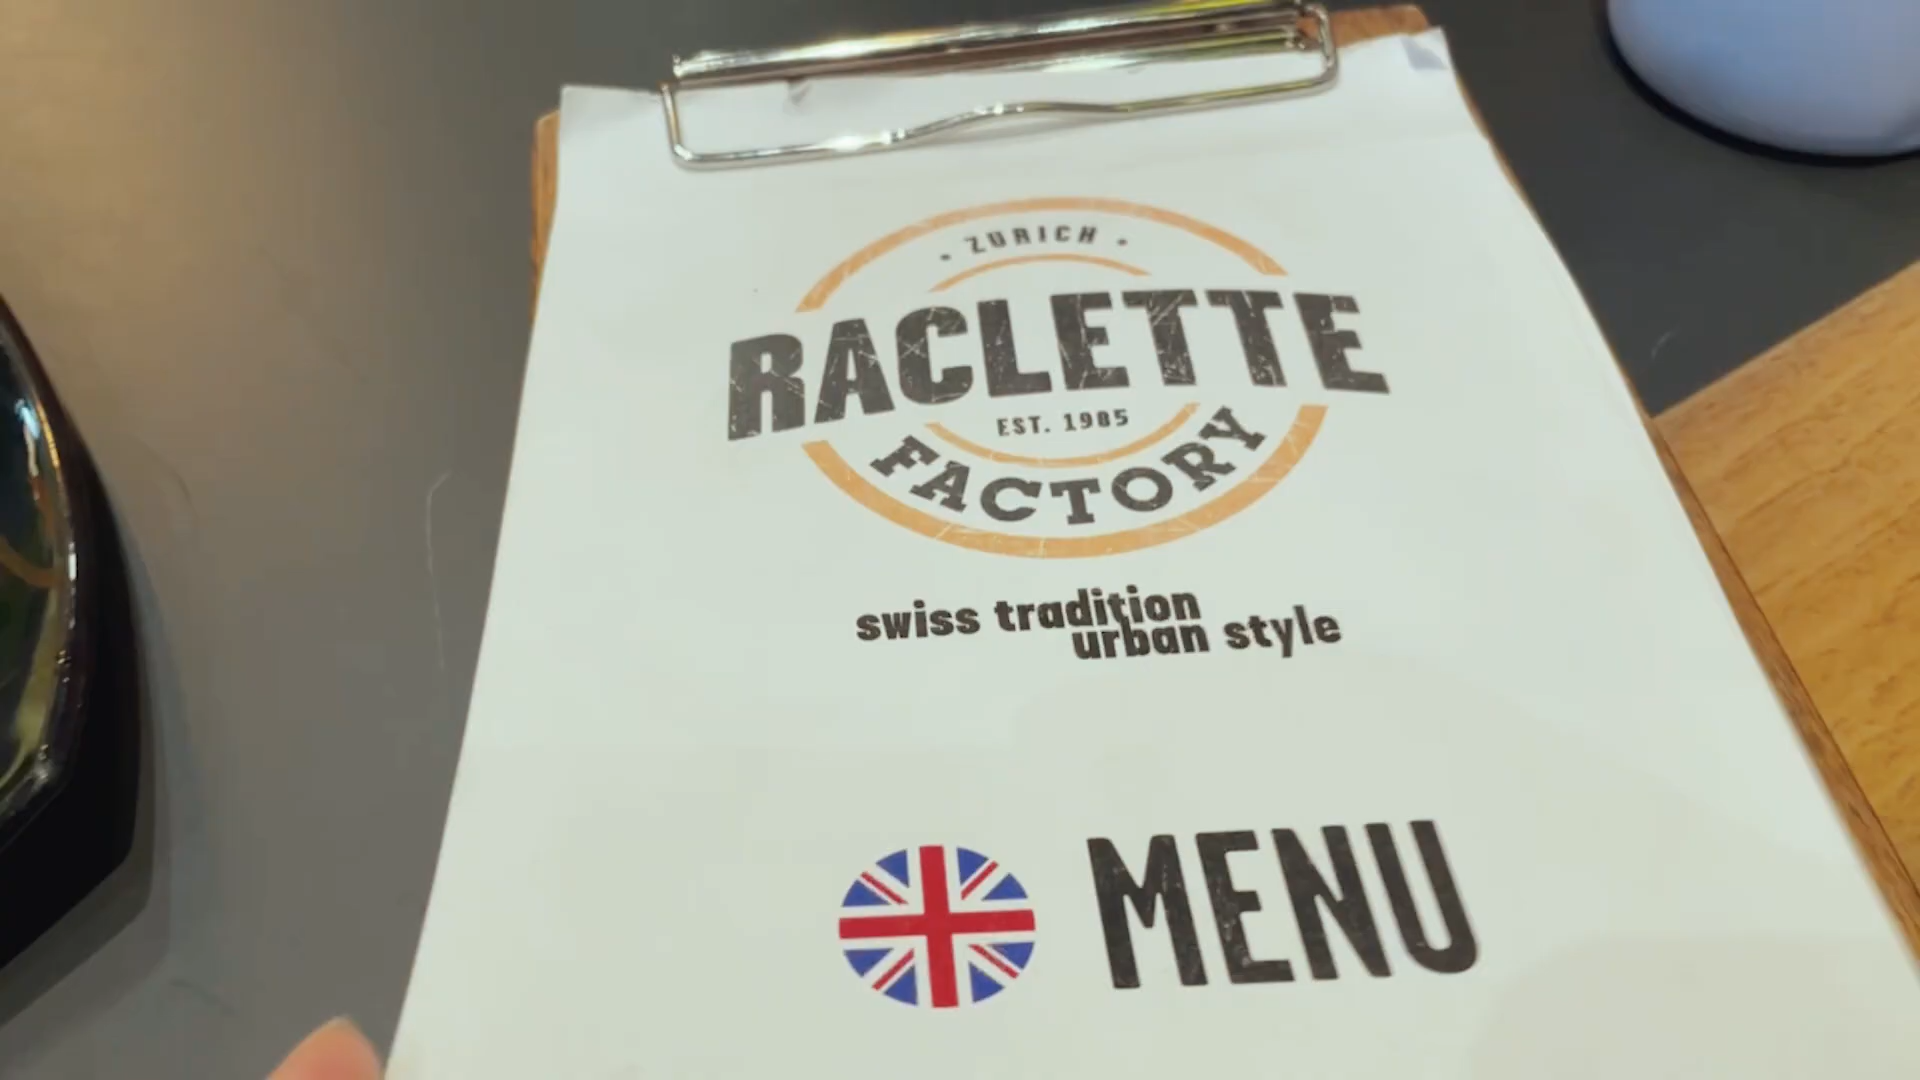 • ZURICH •
RACLETTE
EST. 1985
FACTORY
swiss tradition
urban style
MENU